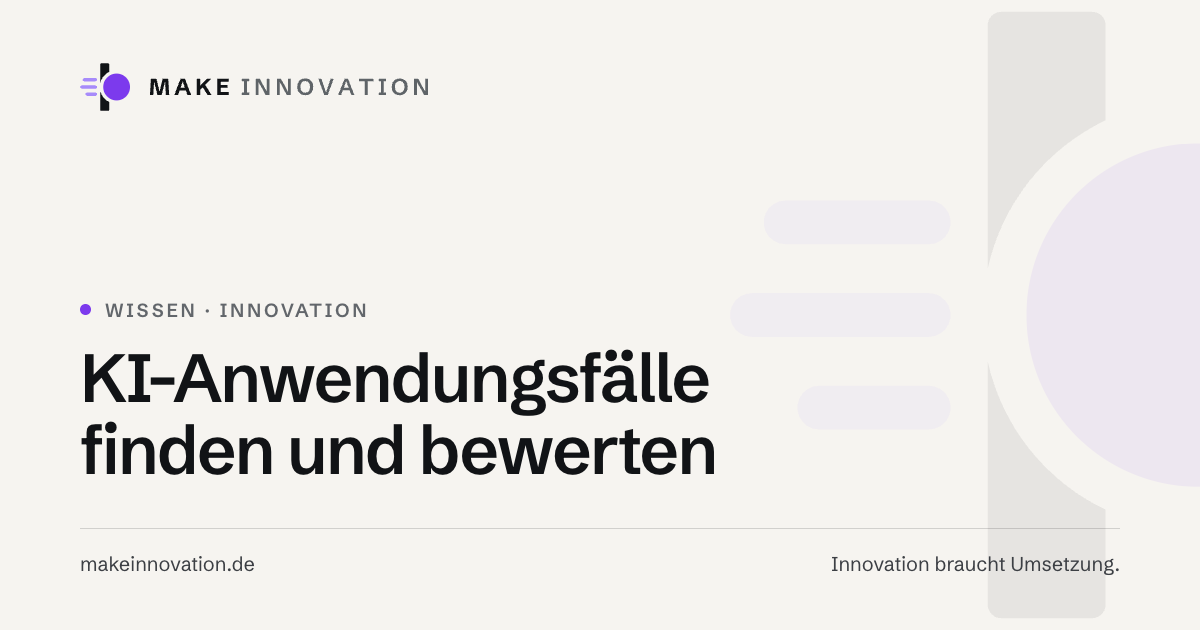 MAKE INNOVATION
WISSEN · INNOVATION
KI-Anwendungsfälle
finden und bewerten
makeinnovation.de
Innovation braucht Umsetzung.